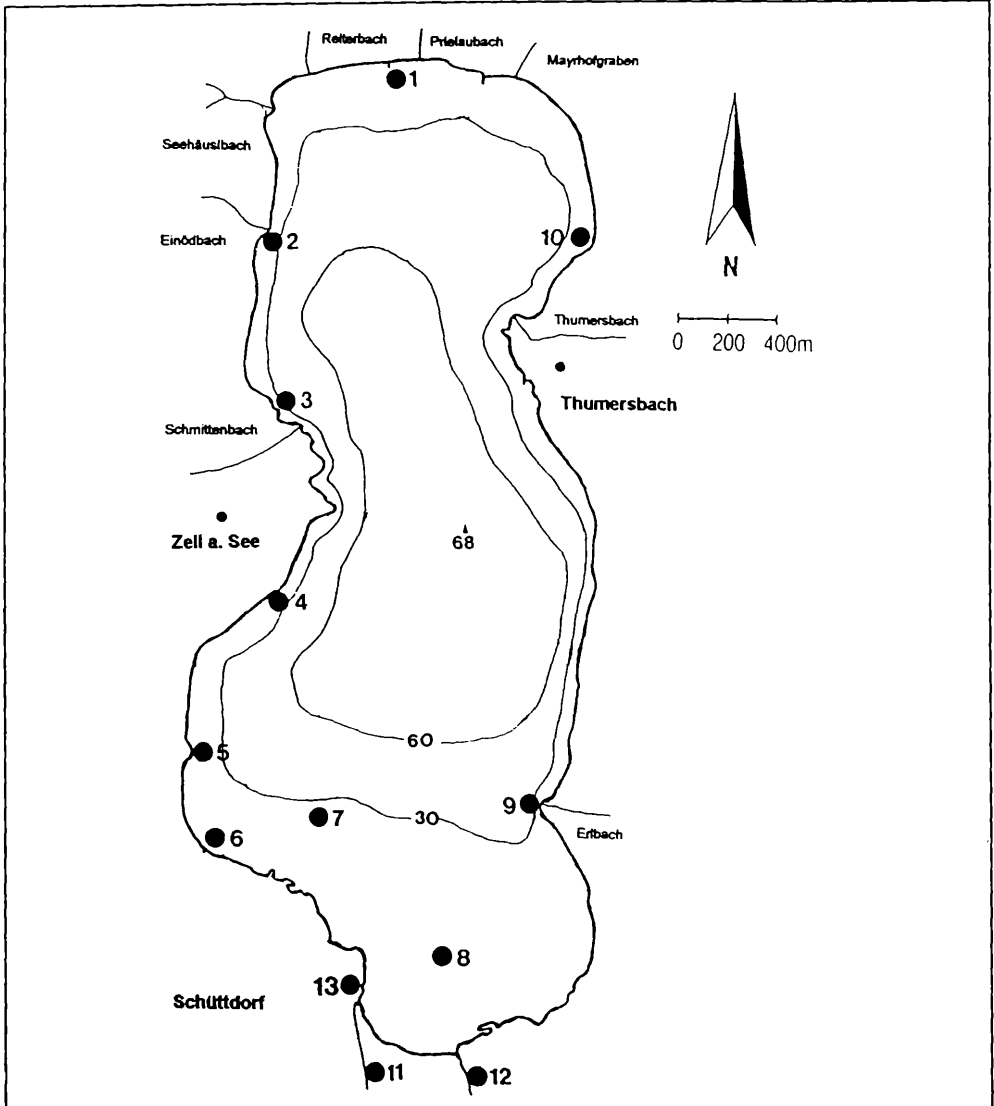 Reiterbach
Prielaubach
Mayrhofgraben
1
Seehäuslbach
Einödbach
2
10
N
Thumersbach
0 200 400m
3
Thumersbach
Schmittenbach
Zell a. See
68
4
60
5
7
30
9
6
Erlbach
8
13
Schüttdorf
11
12